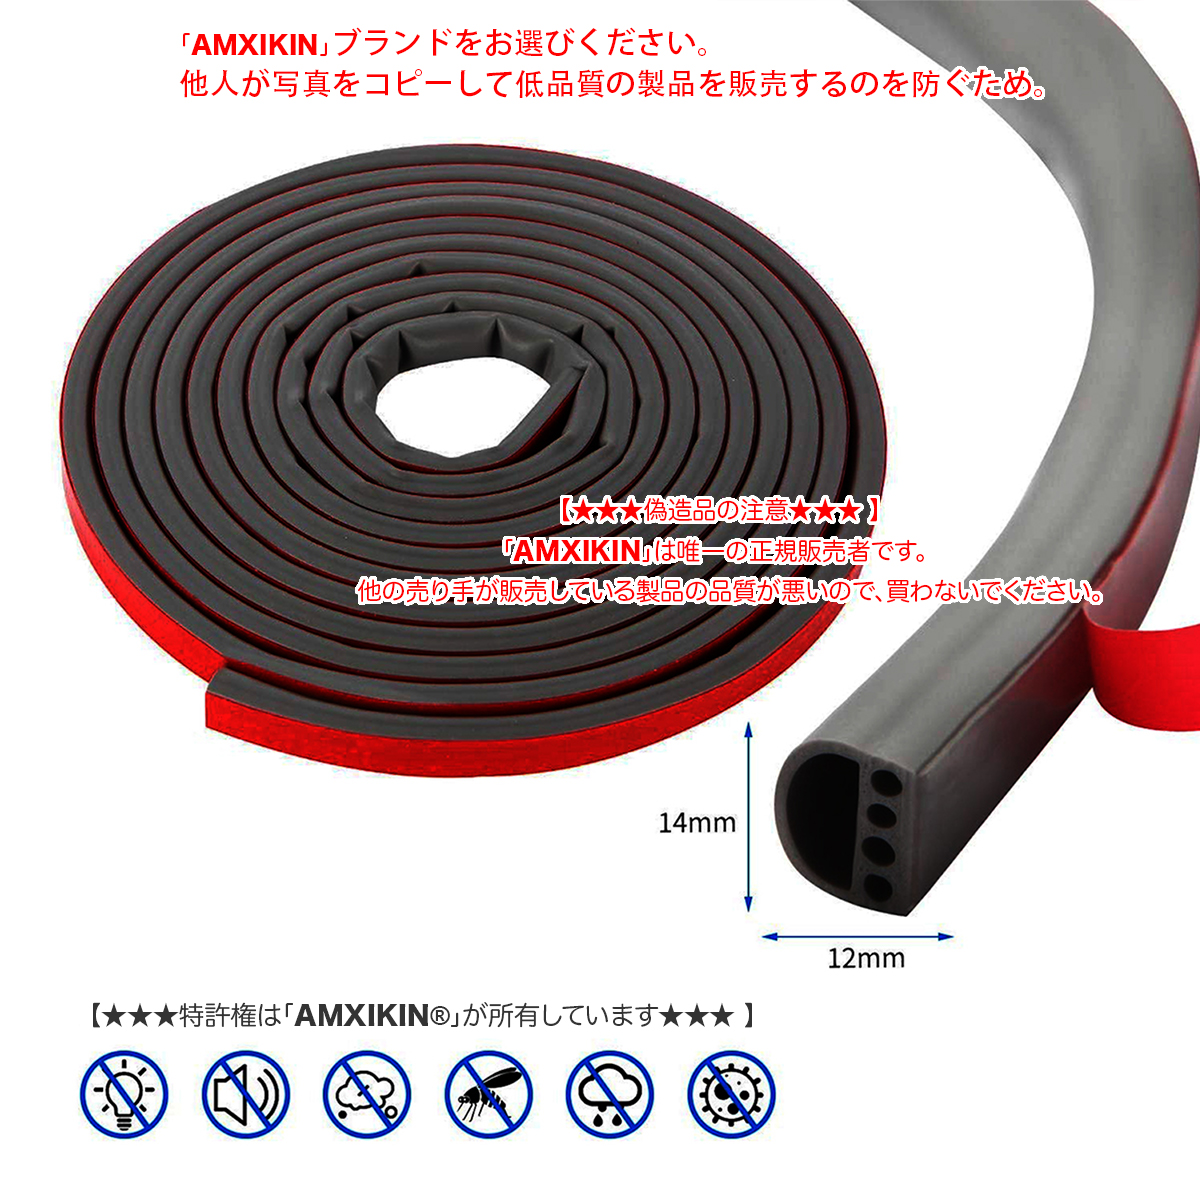 「AMXIKIN」ブランドをお選びください。
他人が写真をコピーして低品質の製品を販売するのを防ぐため。
【★★★偽造品の注意★★★ 】
「AMXIKIN」は唯一の正規販売者です。
他の売り手が販売している製品の品質が悪いので、買わないでください。
14mm
12mm
【★★★特許権は「AMXIKIN®」が所有しています★★★ 】